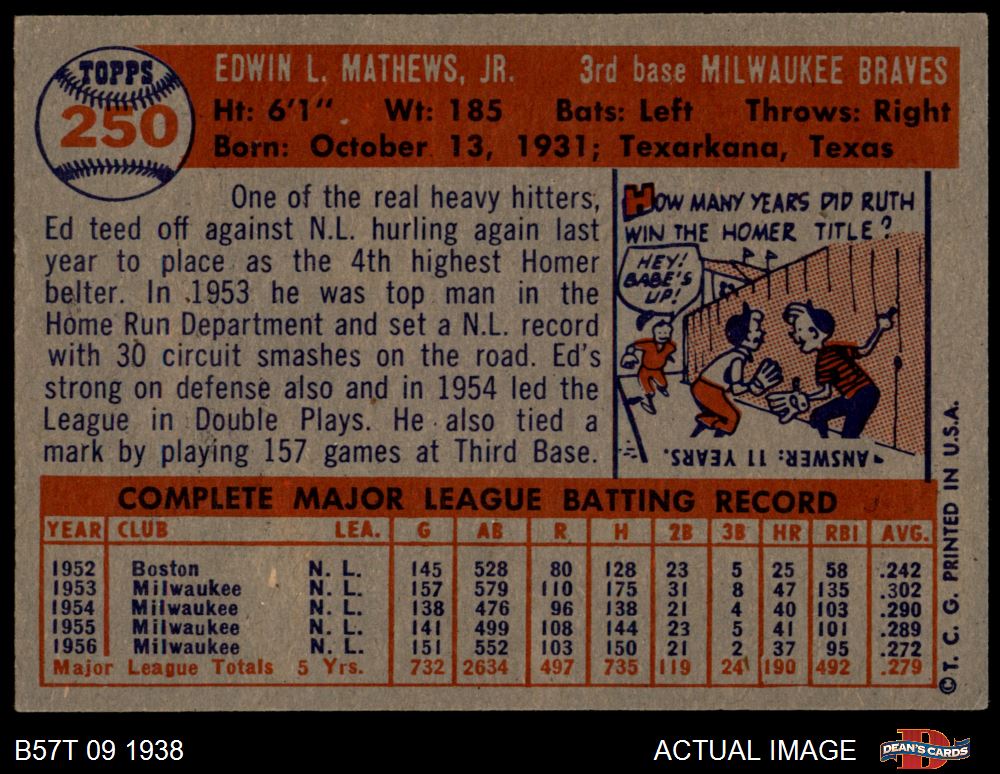 TOPPS
250
EDWIN L. MATHEWS, JR. 3rd base MILWAUKEE BRAVES
Ht: 6'1" Wt: 185 Bats: Left Throws: Right
Born: October 13, 1931; Texarkana, Texas
One of the real heavy hitters,
Ed teed off against N.L. hurling again last
year to place as the 4th highest Homer
belter. In 1953 he was top man in the
Home Run Department and set a N.L. record
with 30 circuit smashes on the road. Ed's
strong on defense also and in 1954 led the
League in Double Plays. He also tied a
mark by playing 157 games at Third Base.
HOW MANY YEARS DID RUTH
WIN THE HOMER TITLE?
HEY!
BABE'S
UP!
ANSWER: 11 YEARS.
COMPLETE MAJOR LEAGUE BATTING RECORD
YEAR CLUB LEA. G AB R H 2B 3B HR RBI AVG.
1952 Boston N. L. 145 528 80 128 23 5 25 58 .242
1953 Milwaukee N. L. 157 579 110 175 31 8 47 135 .302
1954 Milwaukee N. L. 138 476 96 138 21 4 40 103 .290
1955 Milwaukee N. L. 141 499 108 144 23 5 41 101 .289
1956 Milwaukee N. L. 151 552 103 150 21 2 37 95 .272
Major League Totals 5 Yrs. 732 2634 497 735 119 24 190 492 .279
©T. C. G. PRINTED IN U.S.A.
B57T 09 1938
ACTUAL IMAGE
DEAN'S CARDS